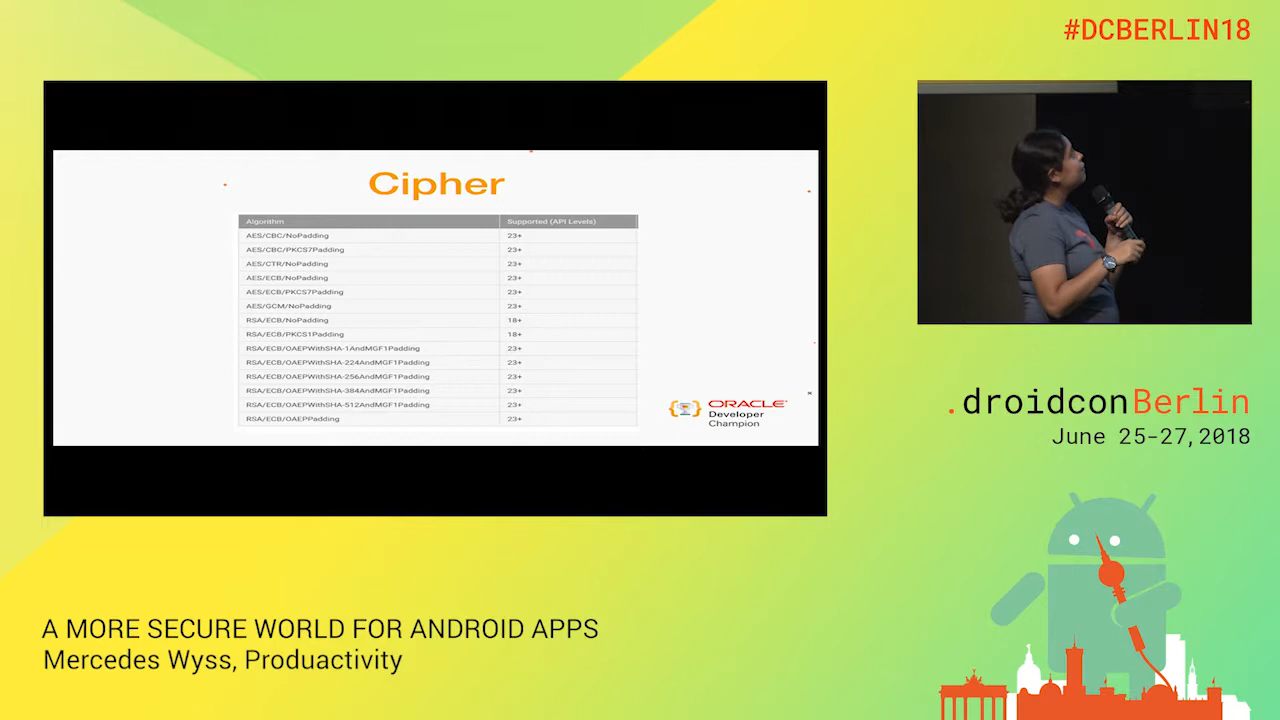 #DCBERLIN18
Cipher
Algorithm Supported (API Levels)
AES/CBC/NoPadding 23+
AES/CBC/PKCS7Padding 23+
AES/CTR/NoPadding 23+
AES/ECB/NoPadding 23+
AES/ECB/PKCS7Padding 23+
AES/GCM/NoPadding 23+
RSA/ECB/NoPadding 18+
RSA/ECB/PKCS1Padding 18+
RSA/ECB/OAEPWithSHA-1AndMGF1Padding 23+
RSA/ECB/OAEPWithSHA-224AndMGF1Padding 23+
RSA/ECB/OAEPWithSHA-256AndMGF1Padding 23+
RSA/ECB/OAEPWithSHA-384AndMGF1Padding 23+
RSA/ECB/OAEPWithSHA-512AndMGF1Padding 23+
RSA/ECB/OAEPPadding 23+
ORACLE
Developer
Champion
.droidconBerlin
June 25-27,2018
A MORE SECURE WORLD FOR ANDROID APPS
Mercedes Wyss, Produactivity